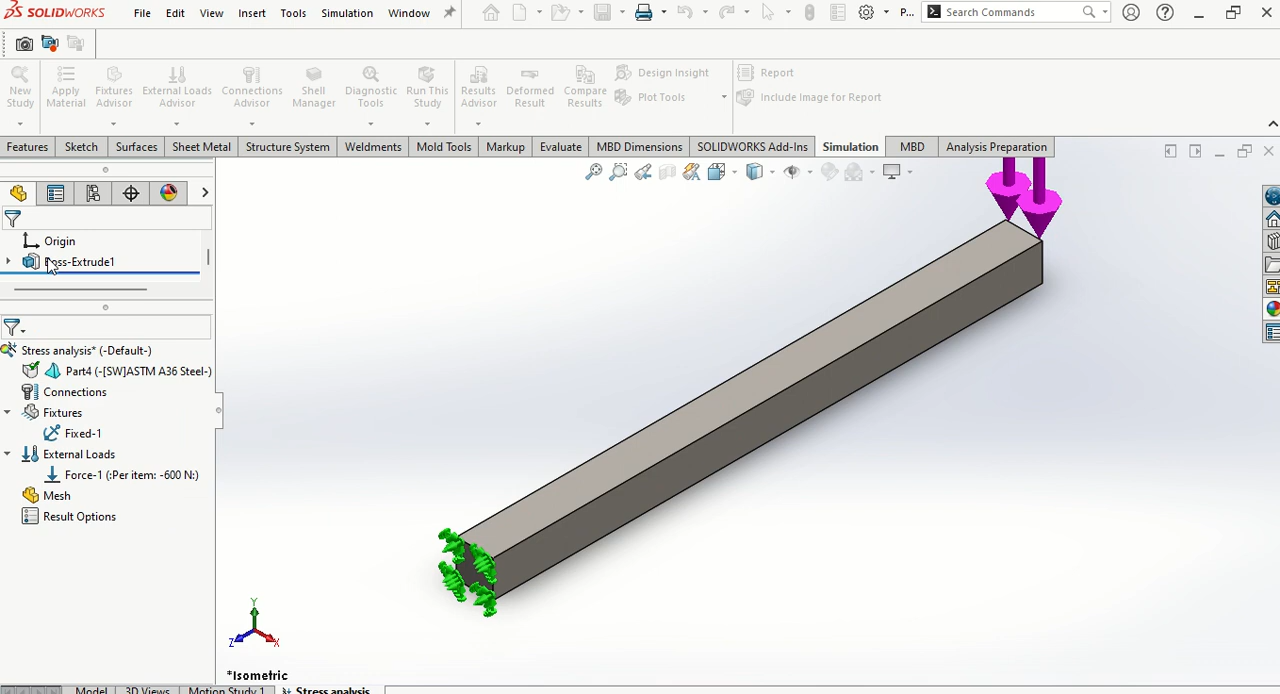 SOLIDWORKS File Edit View Insert Tools Simulation Window P... Search Commands
New Study
Apply Material
Fixtures Advisor
External Loads Advisor
Connections Advisor
Shell Manager
Diagnostic Tools
Run This Study
Results Advisor
Deformed Result
Compare Results
Design Insight
Plot Tools
Report
Include Image for Report
Features Sketch Surfaces Sheet Metal Structure System Weldments Mold Tools Markup Evaluate MBD Dimensions SOLIDWORKS Add-Ins Simulation MBD Analysis Preparation
Origin
Boss-Extrude1
Stress analysis* (-Default-)
Part4 (-[SW]ASTM A36 Steel-)
Connections
Fixtures
Fixed-1
External Loads
Force-1 (:Per item: -600 N:)
Mesh
Result Options
Y
Z X
*Isometric
Model 3D Views Motion Study 1 Stress analysis